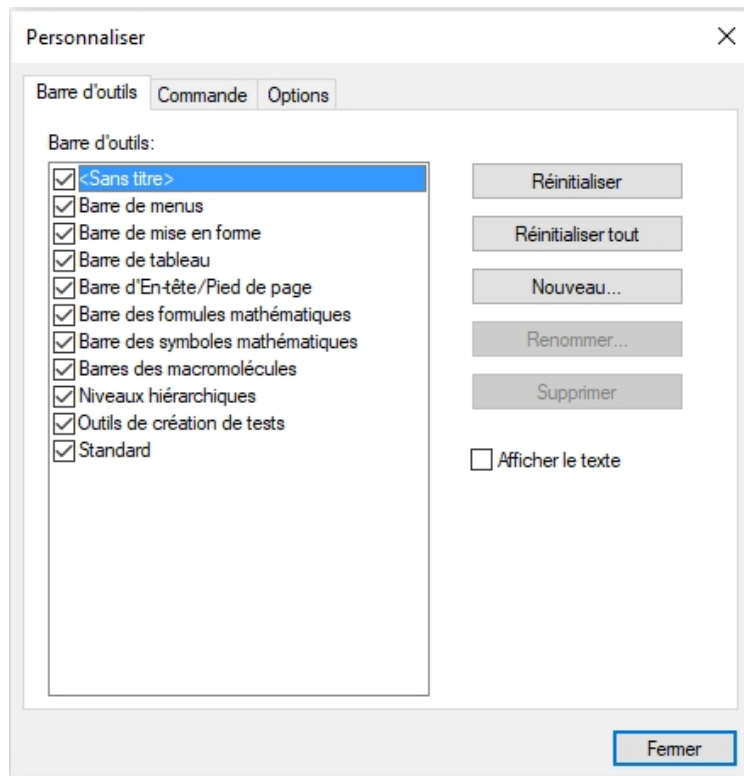 Personnaliser
Barre d'outils
Commande
Options
Barre d'outils:
<Sans titre>
Barre de menus
Barre de mise en forme
Barre de tableau
Barre d'En-tête/Pied de page
Barre des formules mathématiques
Barre des symboles mathématiques
Barres des macromolécules
Niveaux hiérarchiques
Outils de création de tests
Standard
Réinitialiser
Réinitialiser tout
Nouveau...
Renommer...
Supprimer
Afficher le texte
Fermer